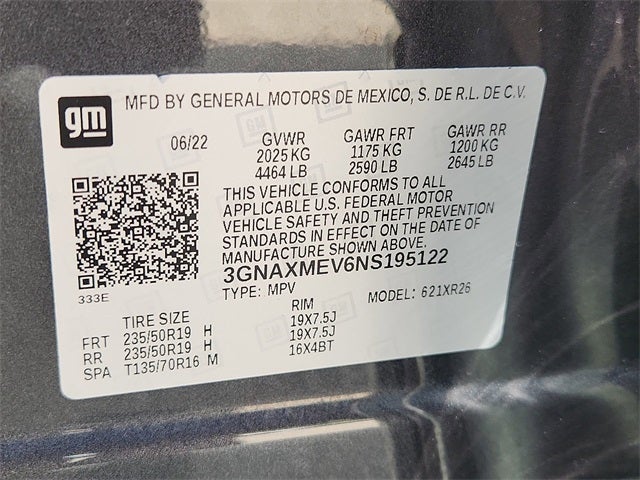 gm
MFD BY GENERAL MOTORS DE MEXICO, S. DE R.L. DE C.V.
06/22 GVWR GAWR FRT GAWR RR
2025 KG 1175 KG 1200 KG
4464 LB 2590 LB 2645 LB
THIS VEHICLE CONFORMS TO ALL
APPLICABLE U.S. FEDERAL MOTOR
VEHICLE SAFETY AND THEFT PREVENTION
STANDARDS IN EFFECT ON THE DATE OF
MANUFACTURE SHOWN ABOVE.
3GNAXMEV6NS195122
333E
TYPE: MPV MODEL: 621XR26
TIRE SIZE RIM
FRT 235/50R19 H 19X7.5J
RR 235/50R19 H 19X7.5J
SPA T135/70R16 M 16X4BT